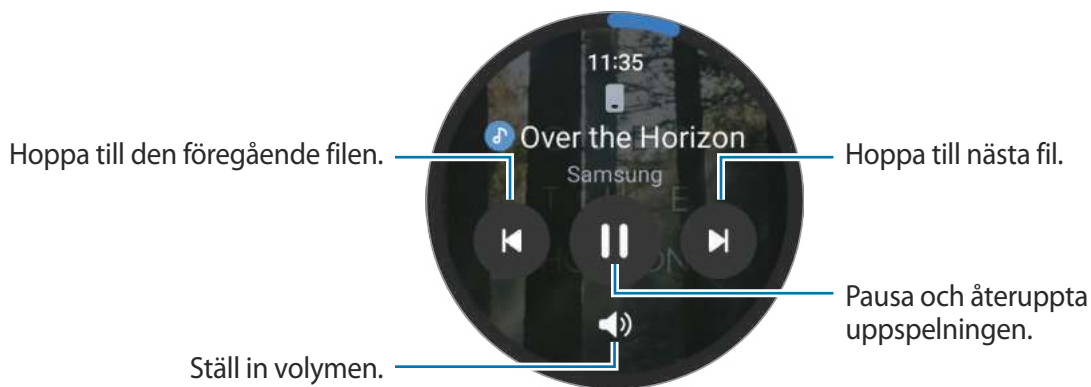 11:35
Over the Horizon
Samsung
Hoppa till den föregående filen.
Hoppa till nästa fil.
Pausa och återuppta
uppspelningen.
Ställ in volymen.